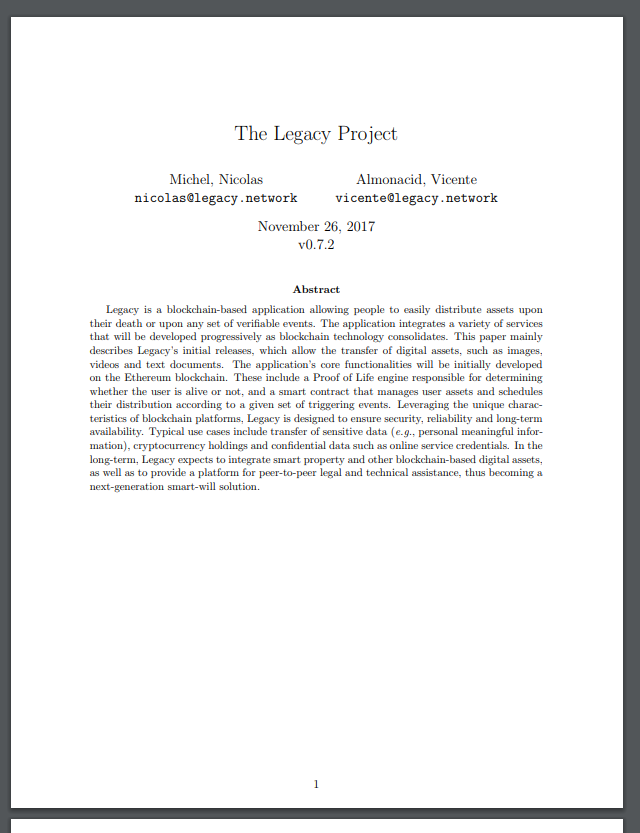 The Legacy Project
Michel, Nicolas
nicolas@legacy.network
Almonacid, Vicente
vicente@legacy.network
November 26, 2017
v0.7.2
Abstract
Legacy is a blockchain-based application allowing people to easily distribute assets upon
their death or upon any set of verifiable events. The application integrates a variety of services
that will be developed progressively as blockchain technology consolidates. This paper mainly
describes Legacy's initial releases, which allow the transfer of digital assets, such as images,
videos and text documents. The application's core functionalities will be initially developed
on the Ethereum blockchain. These include a Proof of Life engine responsible for determining
whether the user is alive or not, and a smart contract that manages user assets and schedules
their distribution according to a given set of triggering events. Leveraging the unique charac-
teristics of blockchain platforms, Legacy is designed to ensure security, reliability and long-term
availability. Typical use cases include transfer of sensitive data (e.g., personal meaningful infor-
mation), cryptocurrency holdings and confidential data such as online service credentials. In the
long-term, Legacy expects to integrate smart property and other blockchain-based digital assets,
as well as to provide a platform for peer-to-peer legal and technical assistance, thus becoming a
next-generation smart-will solution.
1